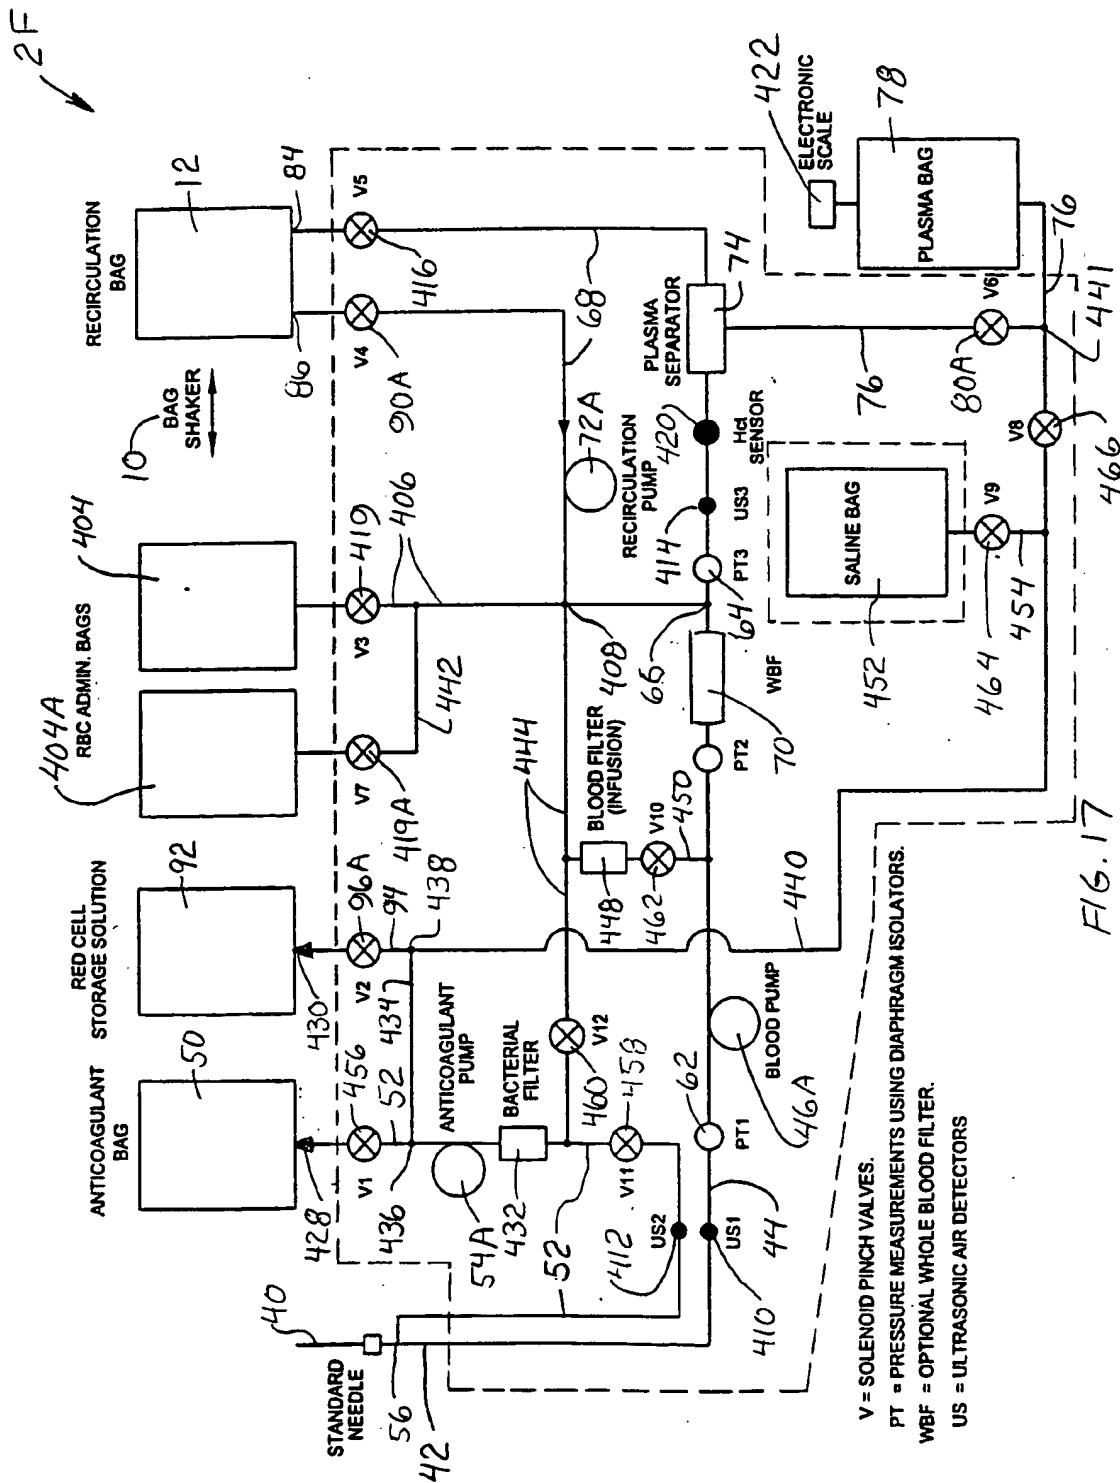 2F
RECIRCULATION
BAG
12
84
86
V5
V4
416
90A
68
10
BAG
SHAKER
404
404A
RBC ADMIN. BAGS
419
V3
406
V7
419A
442
72A
RECIRCULATION
PUMP
PLASMA
SEPARATOR
74
420
Hct
SENSOR
US3
414
PT3
64
66
408
76
V6
80A
ELECTRONIC
SCALE
422
PLASMA BAG
78
76
441
V8
466
SALINE BAG
452
V9
464
454
WBF
70
PT2
444
BLOOD FILTER
(INFUSION)
448
V10
462
450
440
RED CELL
STORAGE SOLUTION
92
430
V2
96A
94
438
434
ANTICOAGULANT
BAG
50
428
V1
456
52
436
ANTICOAGULANT
PUMP
54A
BACTERIAL
FILTER
432
V12
460
V11
458
52
US2
412
US1
410
44
PT1
62
BLOOD PUMP
46A
40
STANDARD
NEEDLE
56
42
V = SOLENOID PINCH VALVES.
PT = PRESSURE MEASUREMENTS USING DIAPHRAGM ISOLATORS.
WBF = OPTIONAL WHOLE BLOOD FILTER.
US = ULTRASONIC AIR DETECTORS
FIG. 17